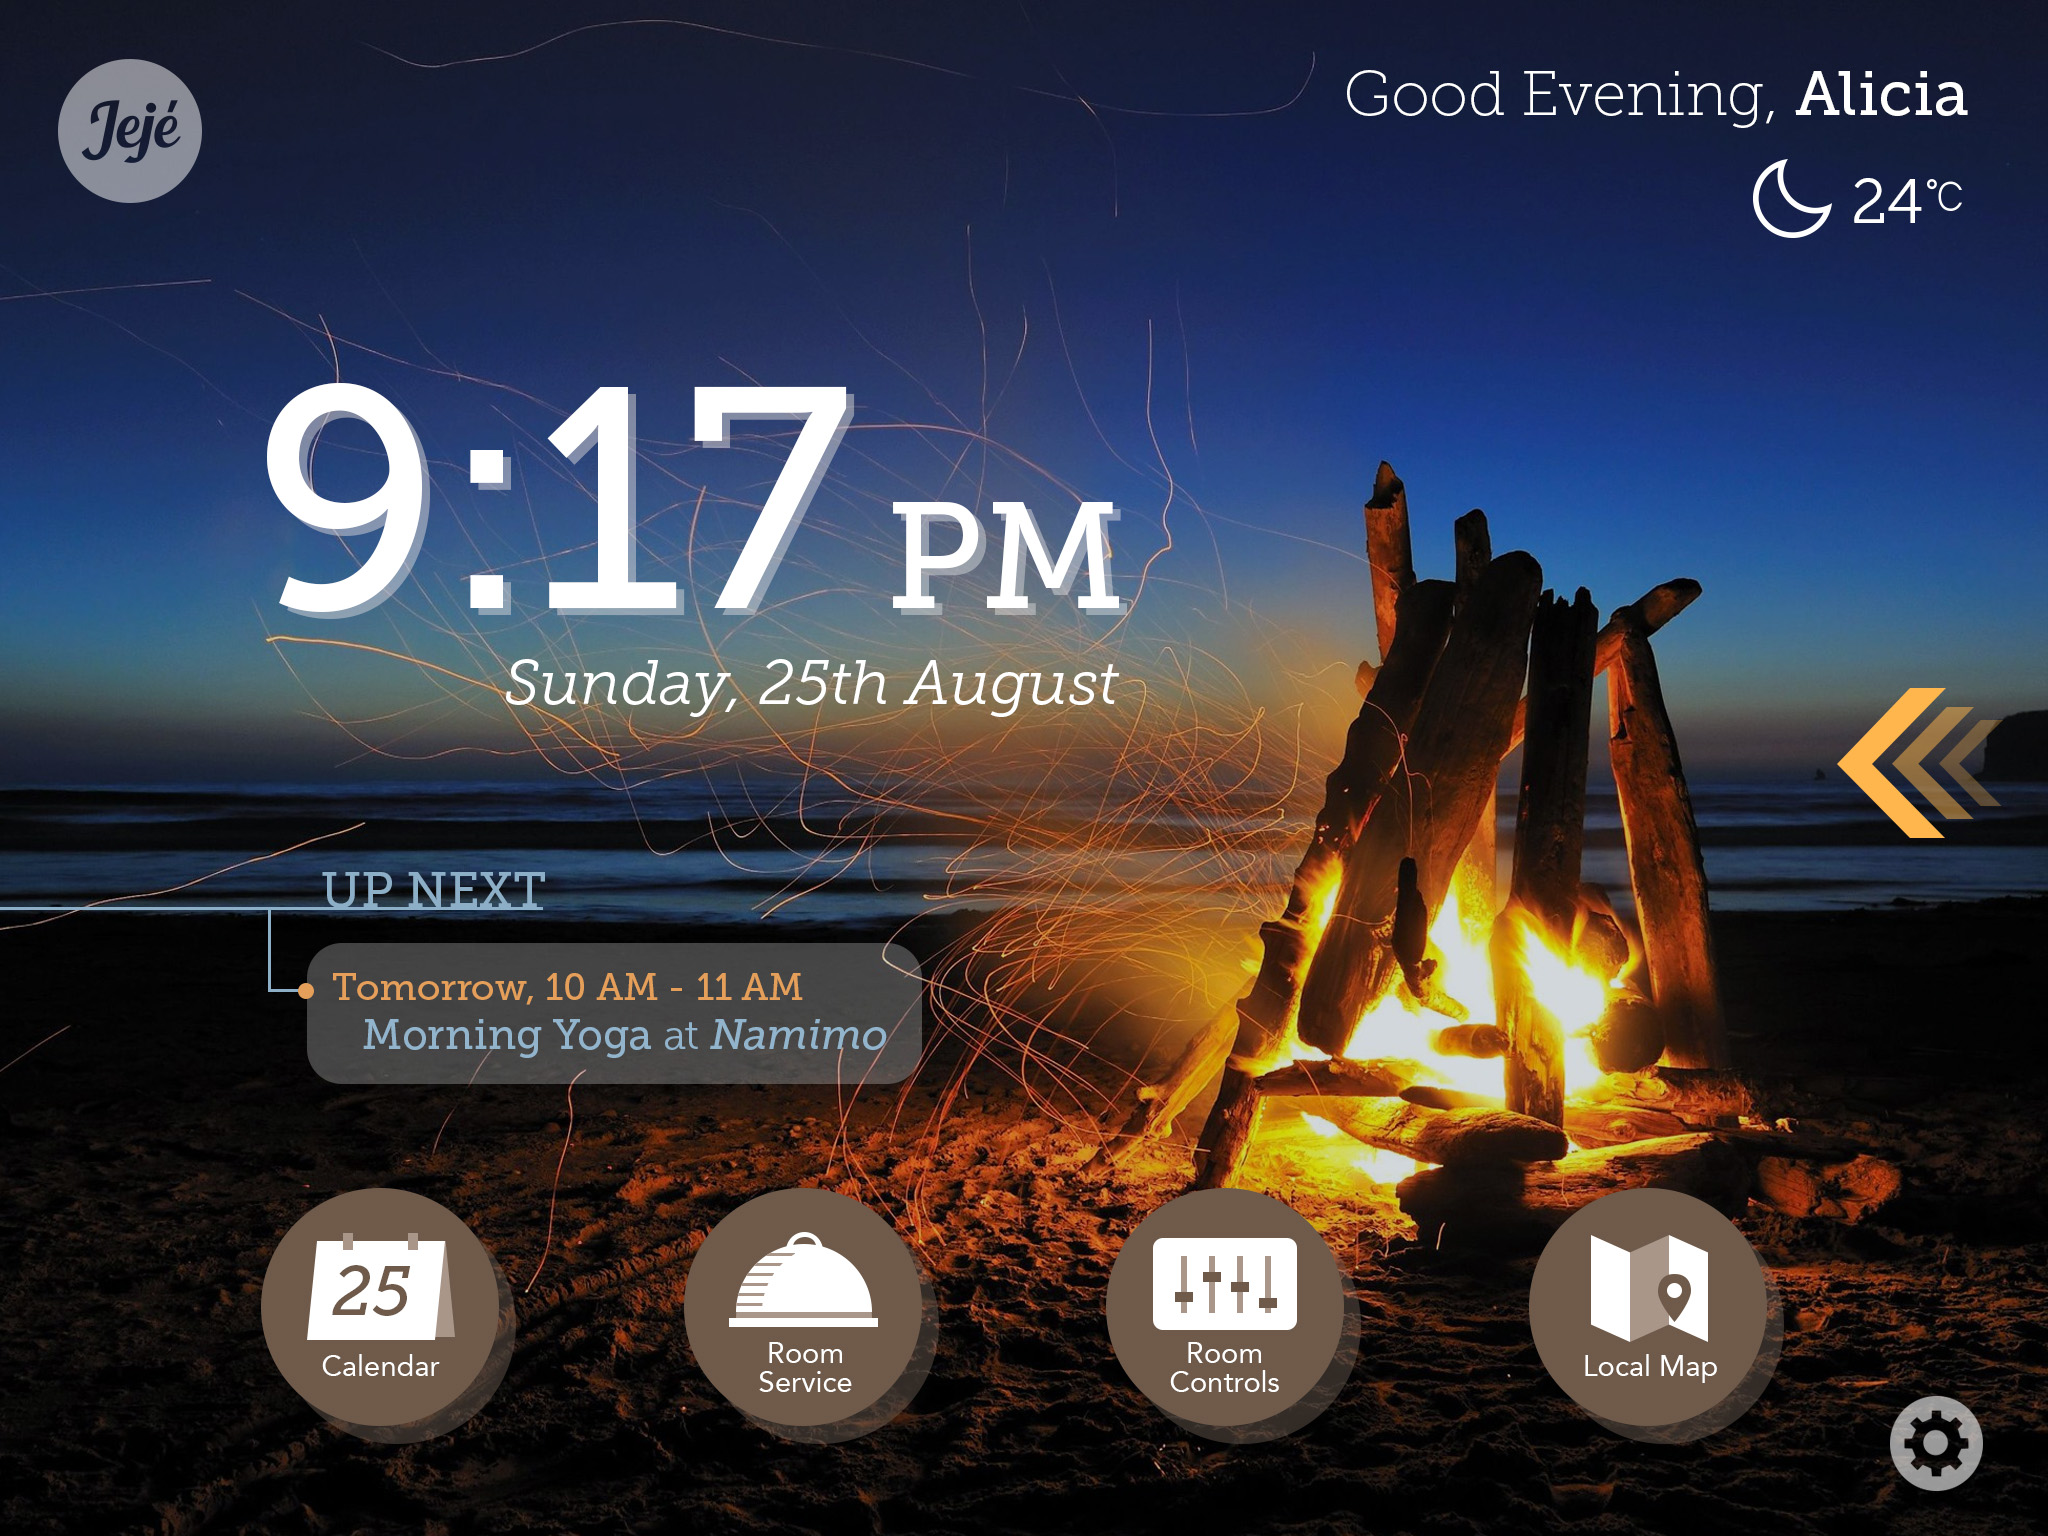 Jejé
Good Evening, Alicia
24°C
9:17 PM
Sunday, 25th August
UP NEXT
Tomorrow, 10 AM - 11 AM
Morning Yoga at Namimo
25
Calendar
Room
Service
Room
Controls
Local Map